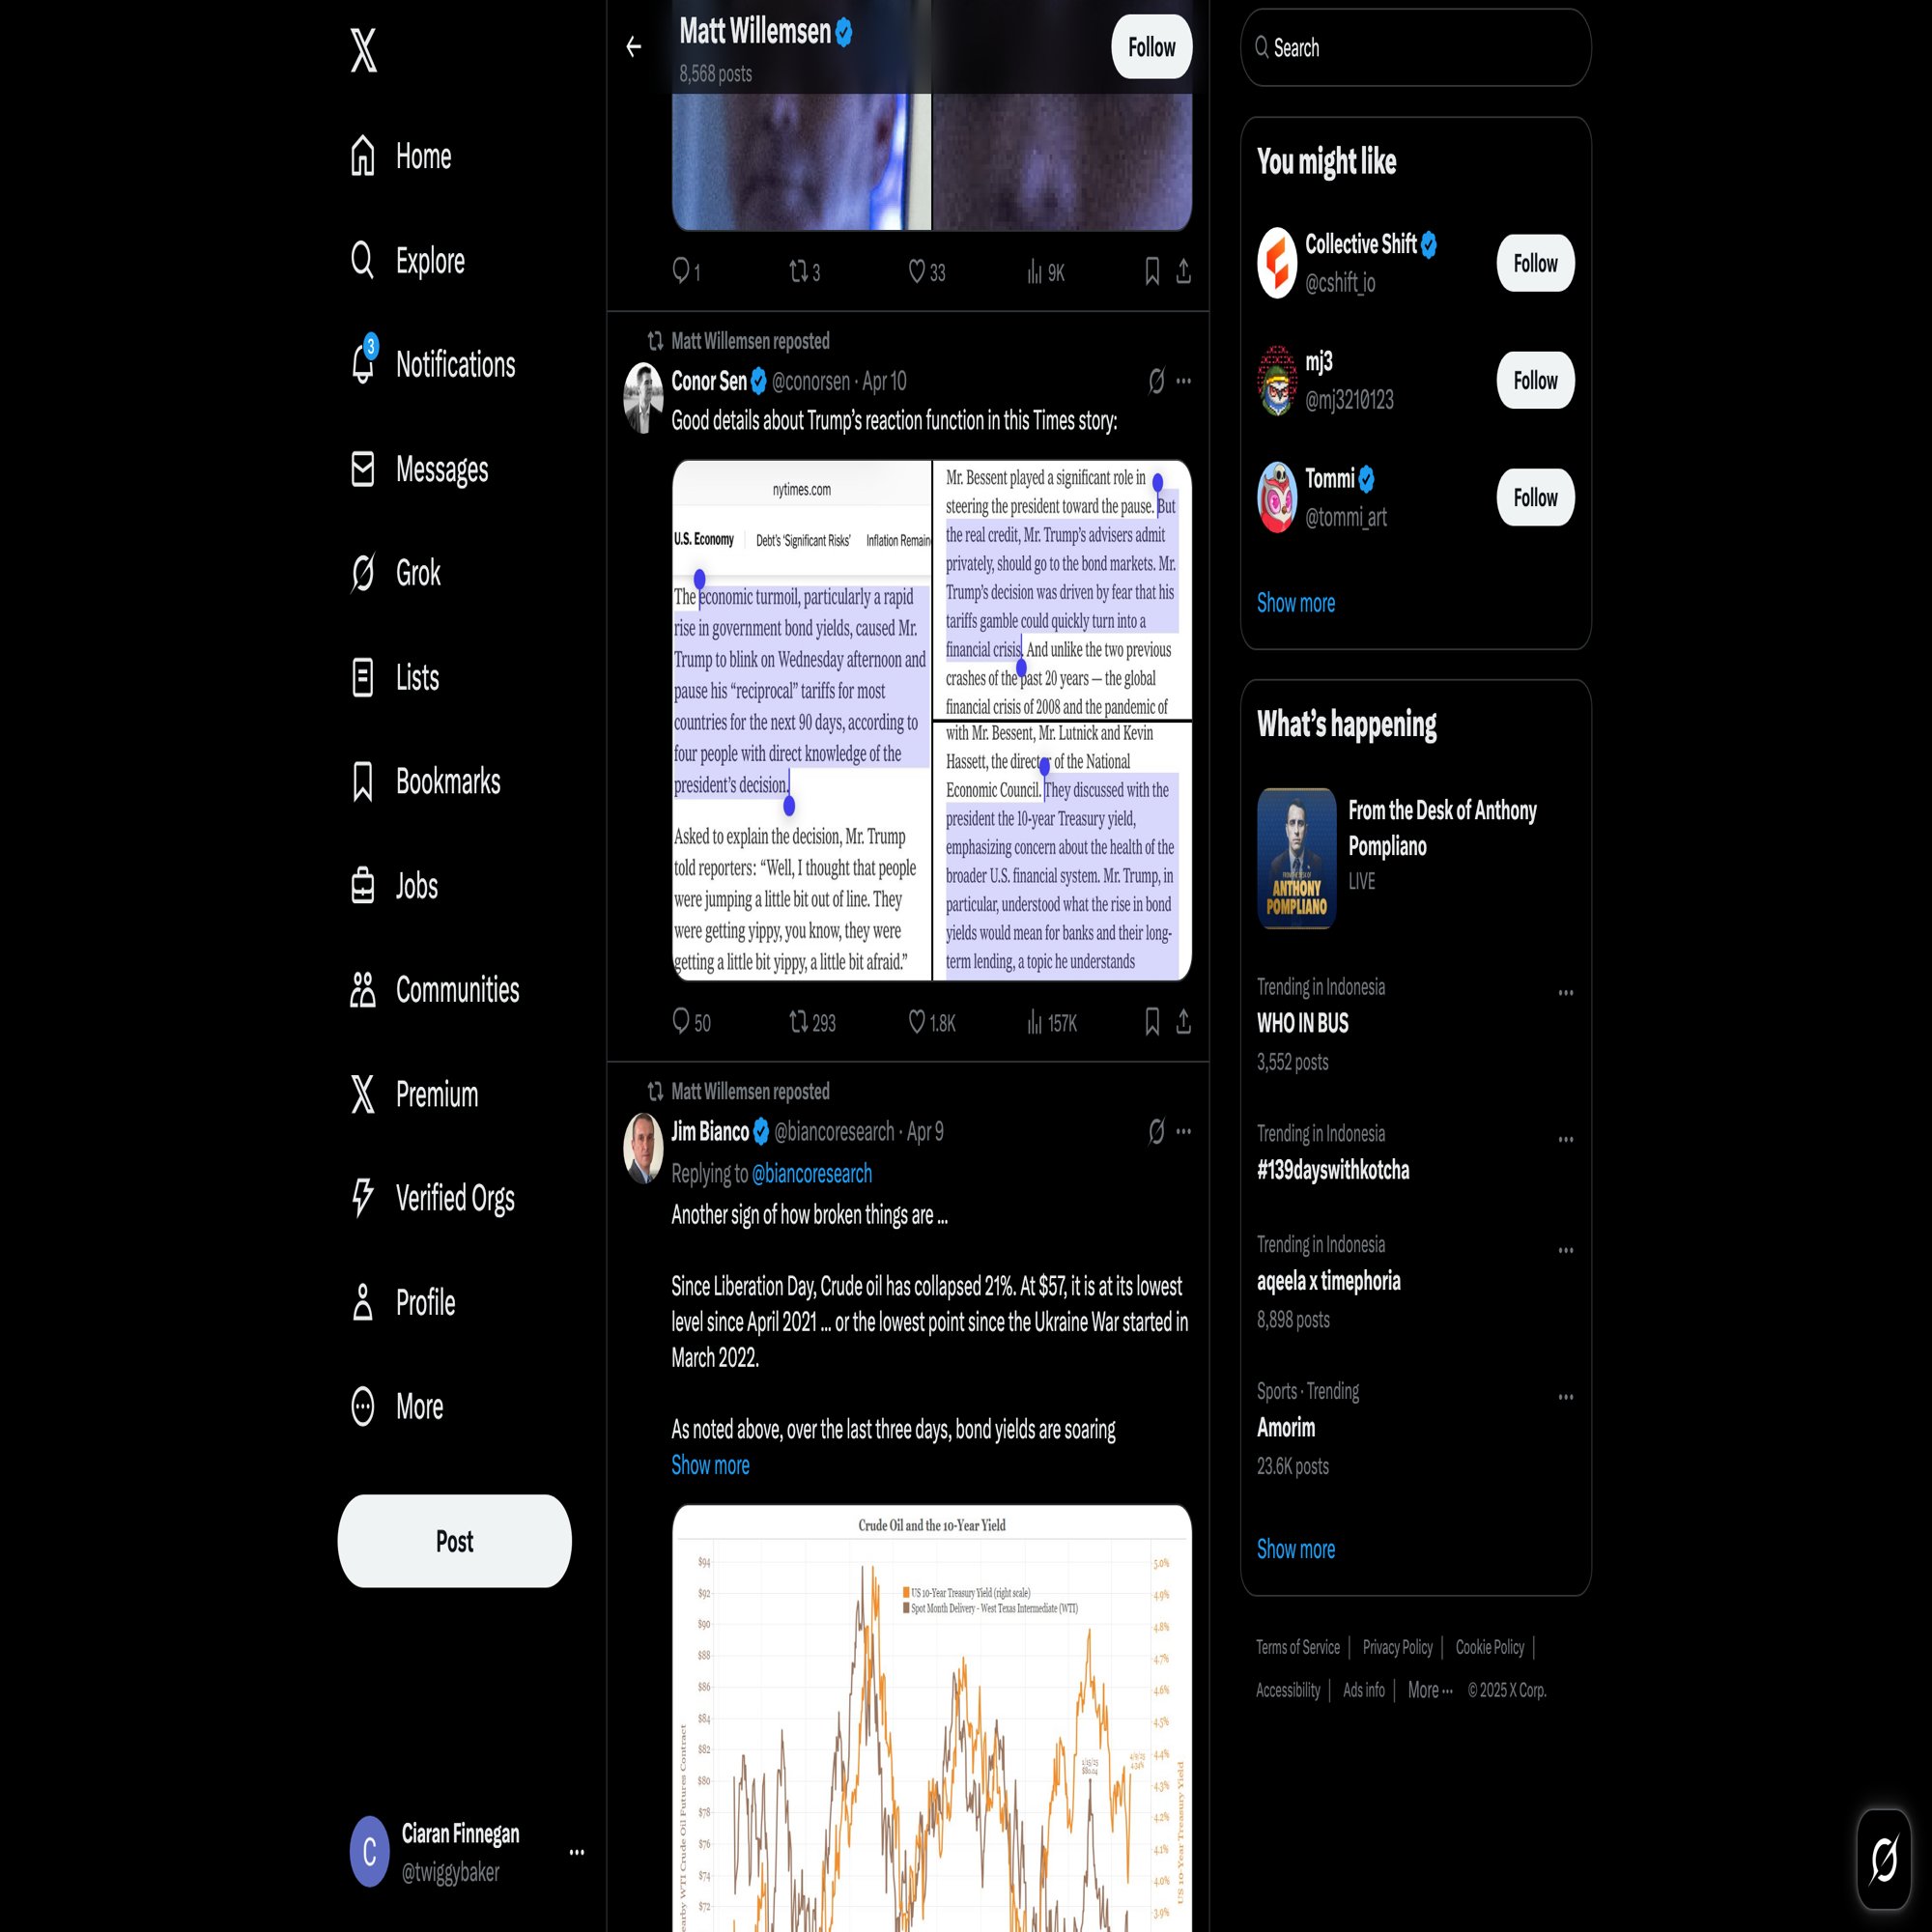 Home
Explore
3
Notifications
Messages
Grok
Lists
Bookmarks
Jobs
Communities
Premium
Verified Orgs
Profile
More
Post
C
Ciaran Finnegan
@twiggybaker
Matt Willemsen
8,568 posts
Follow
1
3
33
9K
Matt Willemsen reposted
Conor Sen @conorsen · Apr 10
Good details about Trump’s reaction function in this Times story:
nytimes.com
U.S. Economy Debt’s ‘Significant Risks’ Inflation Remain
The economic turmoil, particularly a rapid
rise in government bond yields, caused Mr.
Trump to blink on Wednesday afternoon and
pause his “reciprocal” tariffs for most
countries for the next 90 days, according to
four people with direct knowledge of the
president’s decision.
Asked to explain the decision, Mr. Trump
told reporters: “Well, I thought that people
were jumping a little bit out of line. They
were getting yippy, you know, they were
getting a little bit yippy, a little bit afraid.”
Mr. Bessent played a significant role in
steering the president toward the pause. But
the real credit, Mr. Trump’s advisers admit
privately, should go to the bond markets. Mr.
Trump’s decision was driven by fear that his
tariffs gamble could quickly turn into a
financial crisis. And unlike the two previous
crashes of the past 20 years — the global
financial crisis of 2008 and the pandemic of
with Mr. Bessent, Mr. Lutnick and Kevin
Hassett, the director of the National
Economic Council. They discussed with the
president the 10-year Treasury yield,
emphasizing concern about the health of the
broader U.S. financial system. Mr. Trump, in
particular, understood what the rise in bond
yields would mean for banks and their long-
term lending, a topic he understands
50
293
1.8K
157K
Matt Willemsen reposted
Jim Bianco @biancoresearch · Apr 9
Replying to @biancoresearch
Another sign of how broken things are ...
Since Liberation Day, Crude oil has collapsed 21%. At $57, it is at its lowest
level since April 2021 ... or the lowest point since the Ukraine War started in
March 2022.
As noted above, over the last three days, bond yields are soaring
Show more
Crude Oil and the 10-Year Yield
US 10-Year Treasury Yield (right scale)
Spot Month Delivery - West Texas Intermediate (WTI)
$94
$92
$90
$88
$86
$84
$82
$80
$78
$76
$74
$72
earby WTI Crude Oil Futures Contract
1/15/25
$80.04
4/9/25
4.34%
5.0%
4.9%
4.8%
4.7%
4.6%
4.5%
4.4%
4.3%
4.2%
4.1%
4.0%
3.9%
US 10-Year Treasury Yield
Search
You might like
Collective Shift
@cshift_io
Follow
mj3
@mj3210123
Follow
Tommi
@tommi_art
Follow
Show more
What’s happening
ANTHONY
POMPLIANO
From the Desk of Anthony
Pompliano
LIVE
Trending in Indonesia
WHO IN BUS
3,552 posts
Trending in Indonesia
#139dayswithkotcha
Trending in Indonesia
aqeela x timephoria
8,898 posts
Sports · Trending
Amorim
23.6K posts
Show more
Terms of Service | Privacy Policy | Cookie Policy |
Accessibility | Ads info | More ··· © 2025 X Corp.